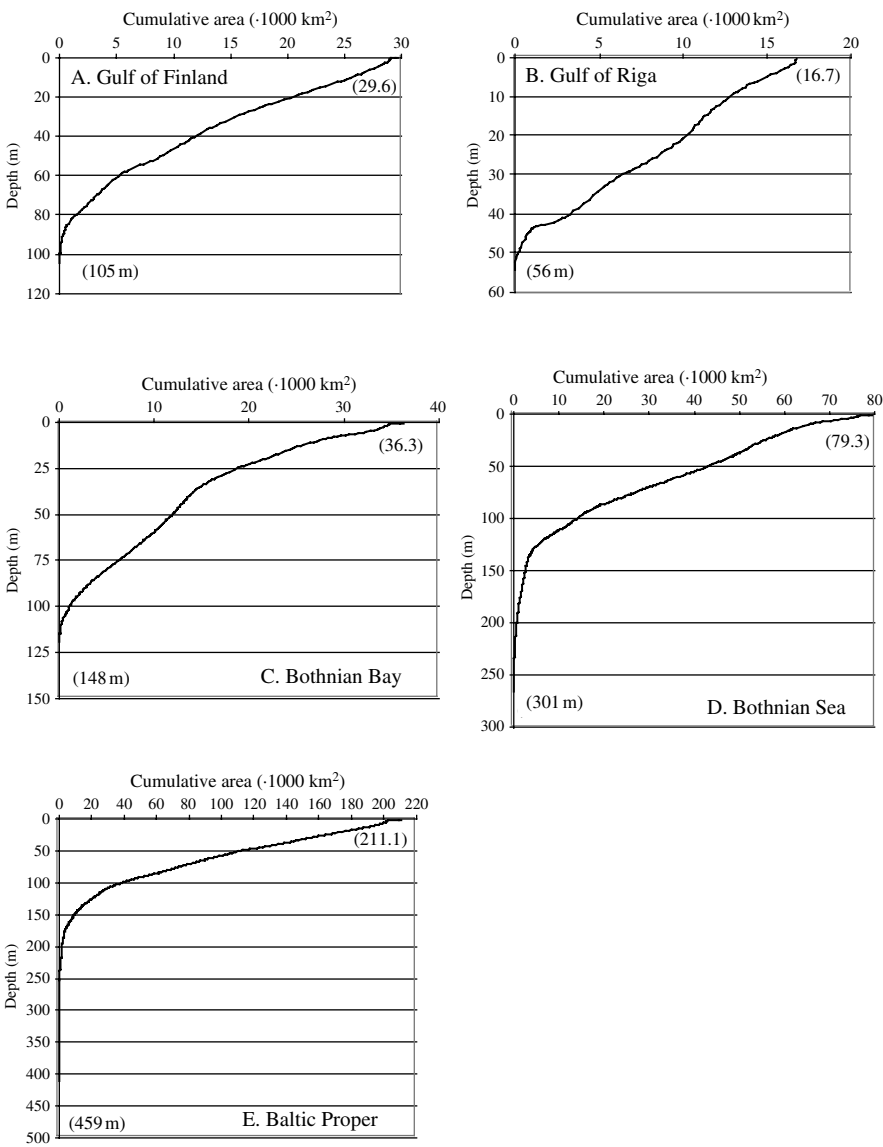 Cumulative area (·1000 km²)
0 5 10 15 20 25 30
0
20
40
60
80
100
120
Depth (m)
A. Gulf of Finland
(29.6)
(105 m)
Cumulative area (·1000 km²)
0 5 10 15 20
0
10
20
30
40
50
60
Depth (m)
B. Gulf of Riga
(16.7)
(56 m)
Cumulative area (·1000 km²)
0 10 20 30 40
0
25
50
75
100
125
150
Depth (m)
(36.3)
(148 m)
C. Bothnian Bay
Cumulative area (·1000 km²)
0 10 20 30 40 50 60 70 80
0
50
100
150
200
250
300
Depth (m)
(79.3)
(301 m)
D. Bothnian Sea
Cumulative area (·1000 km²)
0 20 40 60 80 100 120 140 160 180 200 220
0
50
100
150
200
250
300
350
400
450
500
Depth (m)
(211.1)
(459 m)
E. Baltic Proper